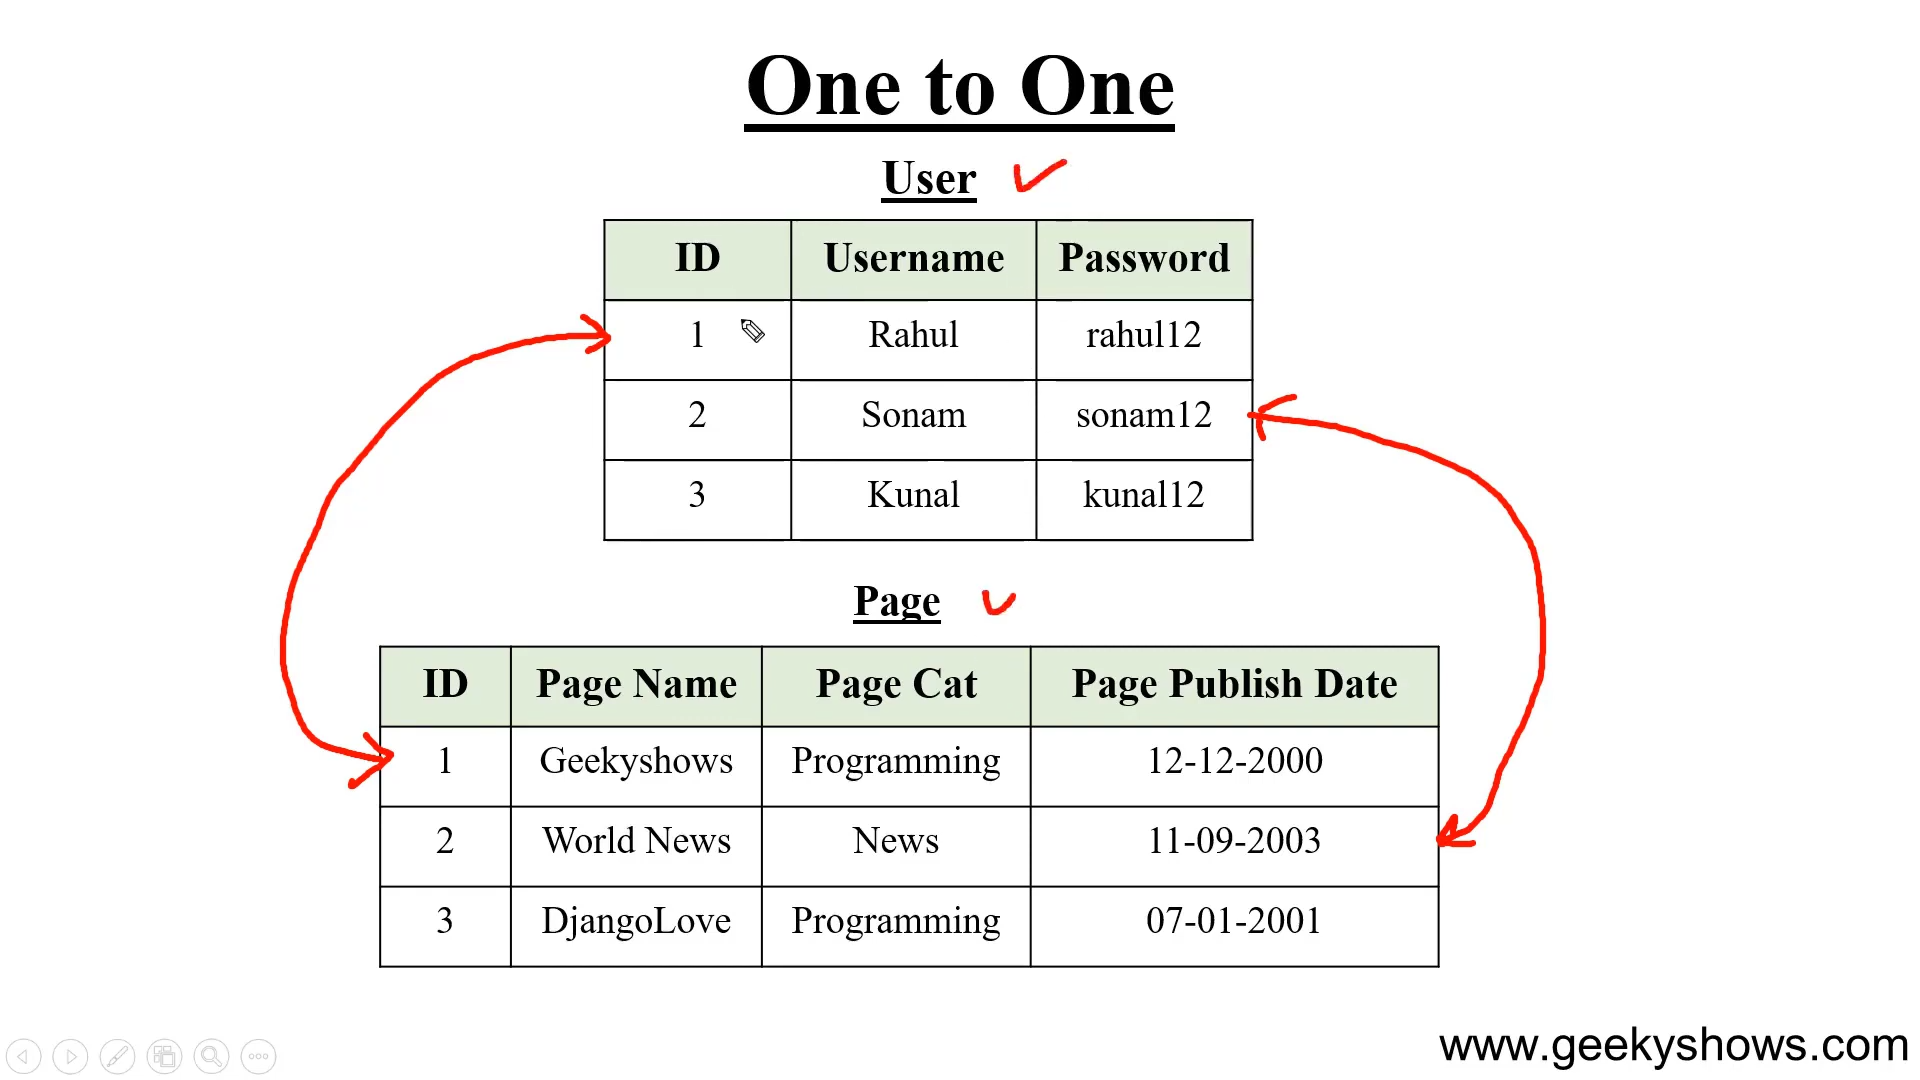 One to One
User
ID Username Password
1 Rahul rahul12
2 Sonam sonam12
3 Kunal kunal12
Page
ID Page Name Page Cat Page Publish Date
1 Geekyshows Programming 12-12-2000
2 World News News 11-09-2003
3 DjangoLove Programming 07-01-2001
www.geekyshows.com